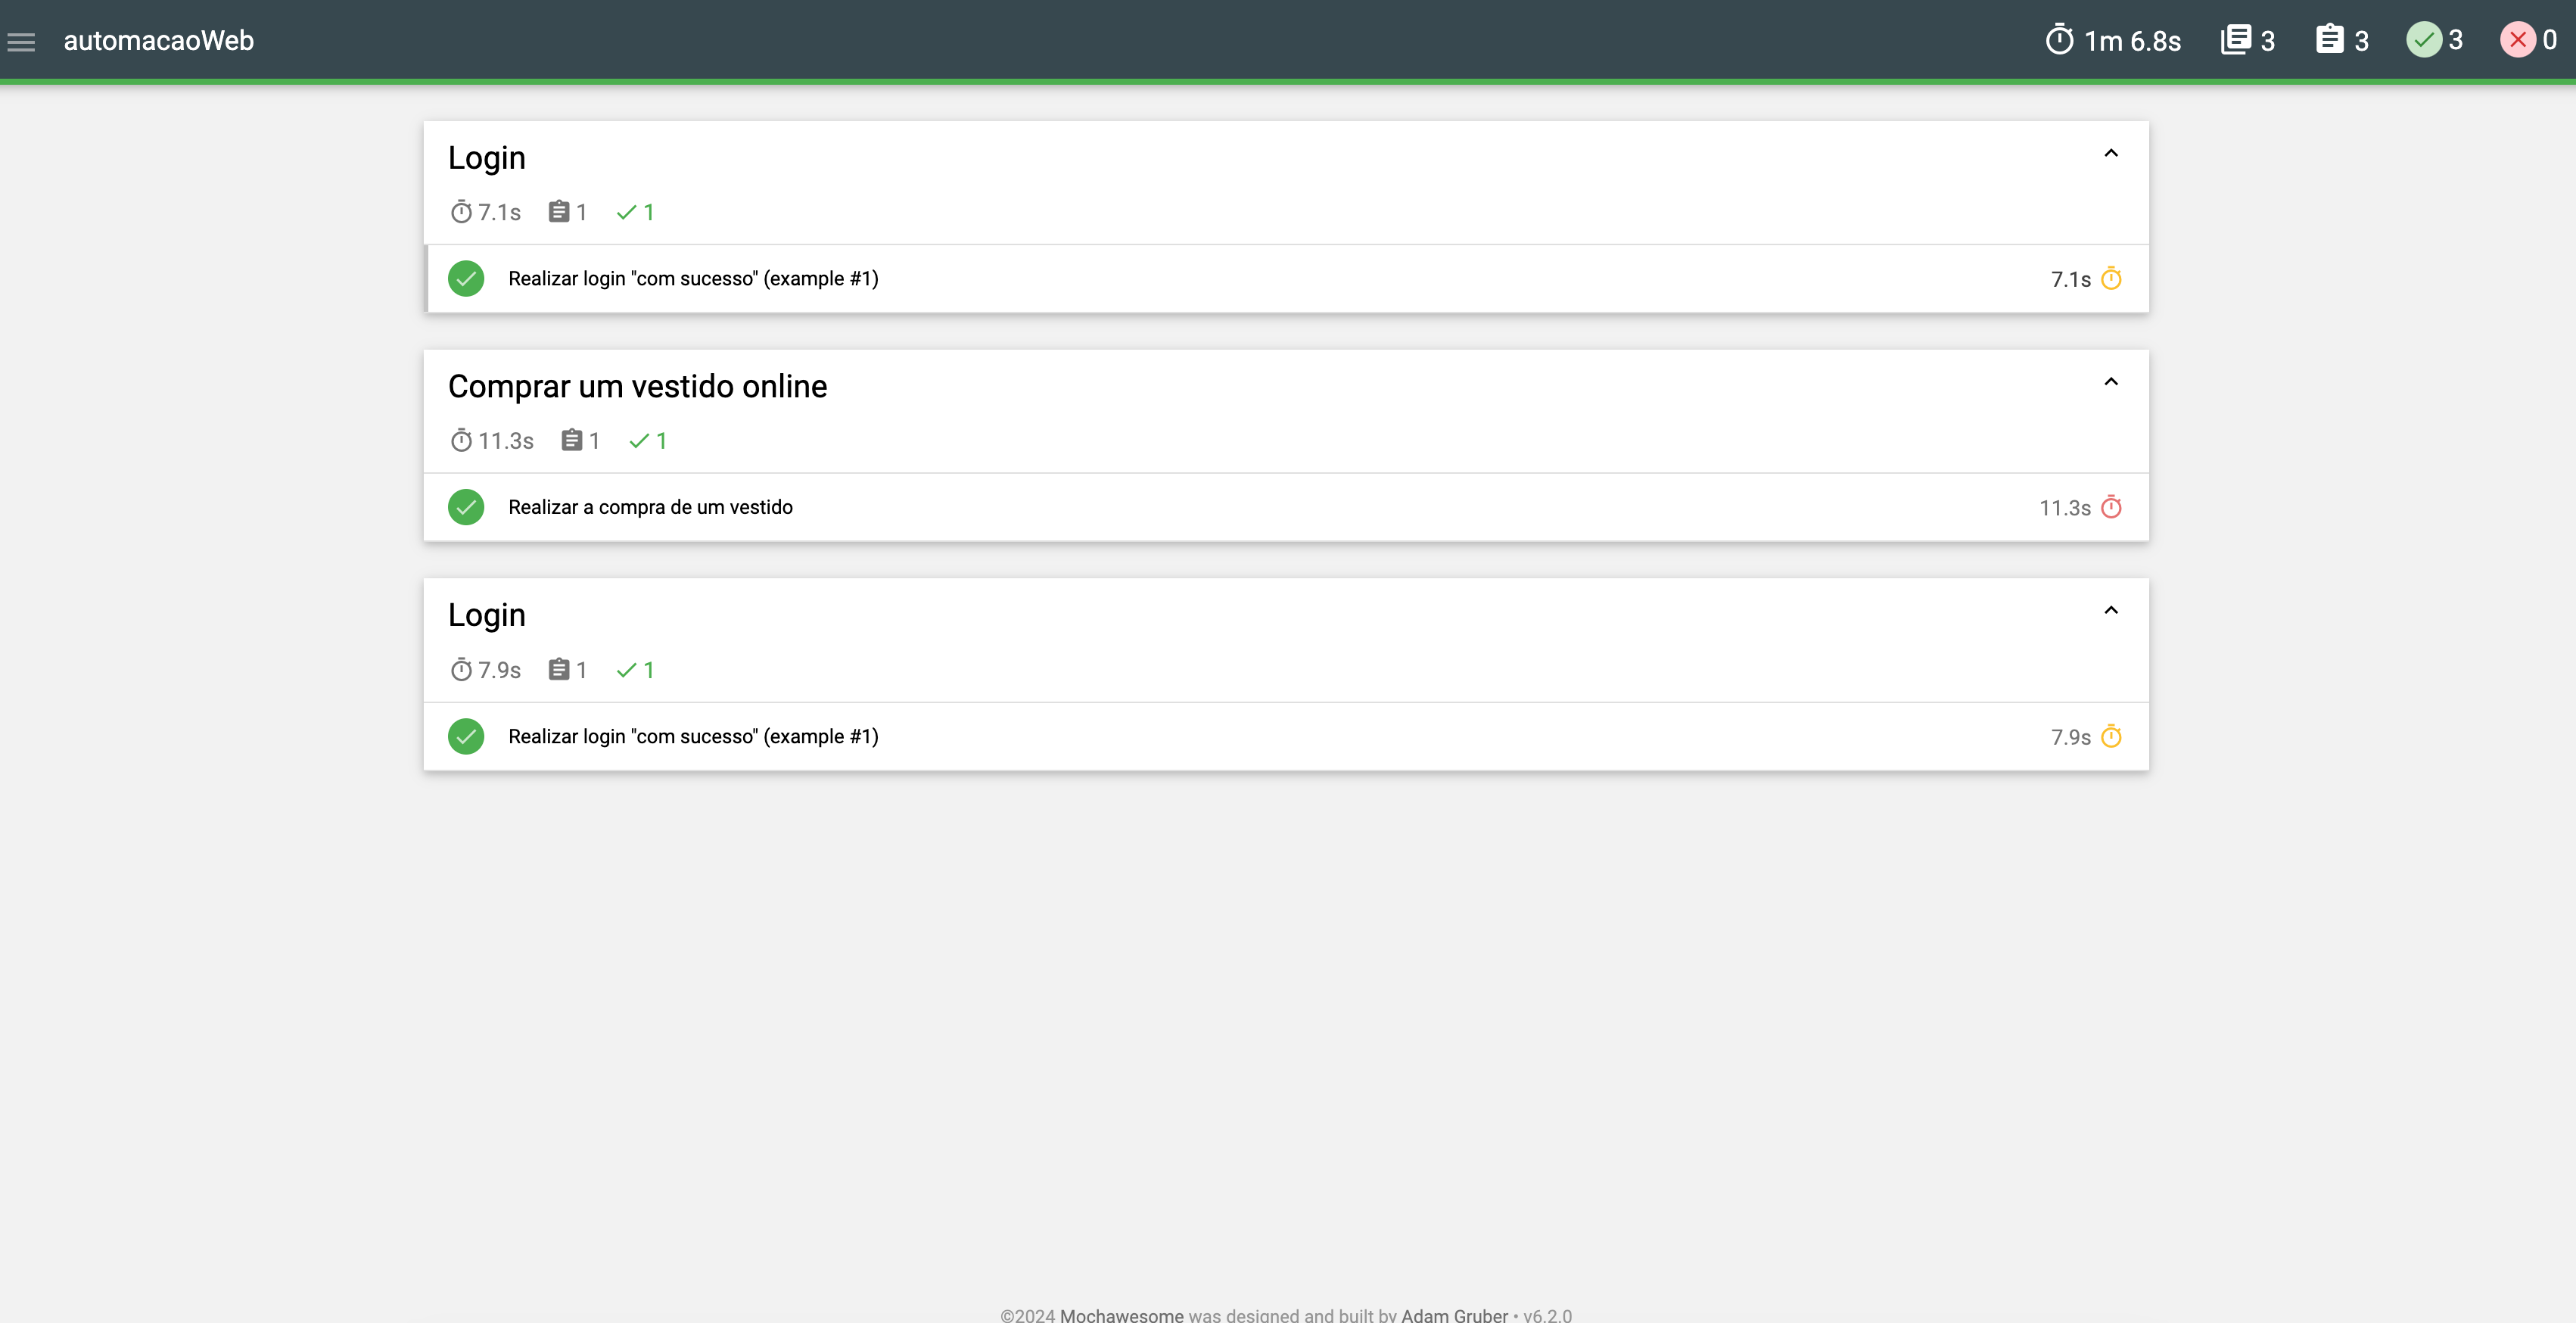 automacaoWeb 1m 6.8s 3 3 3 0
Login
7.1s 1 1
Realizar login "com sucesso" (example #1) 7.1s
Comprar um vestido online
11.3s 1 1
Realizar a compra de um vestido 11.3s
Login
7.9s 1 1
Realizar login "com sucesso" (example #1) 7.9s
©2024 Mochawesome was designed and built by Adam Gruber • v6.2.0